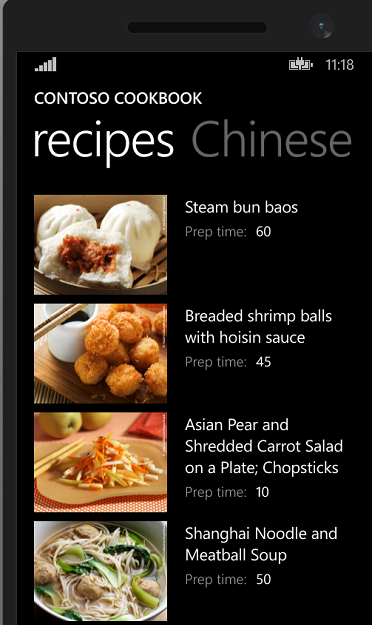 11:18
CONTOSO COOKBOOK
recipes Chinese
Steam bun baos
Prep time: 60
Breaded shrimp balls
with hoisin sauce
Prep time: 45
Asian Pear and
Shredded Carrot Salad
on a Plate; Chopsticks
Prep time: 10
Shanghai Noodle and
Meatball Soup
Prep time: 50